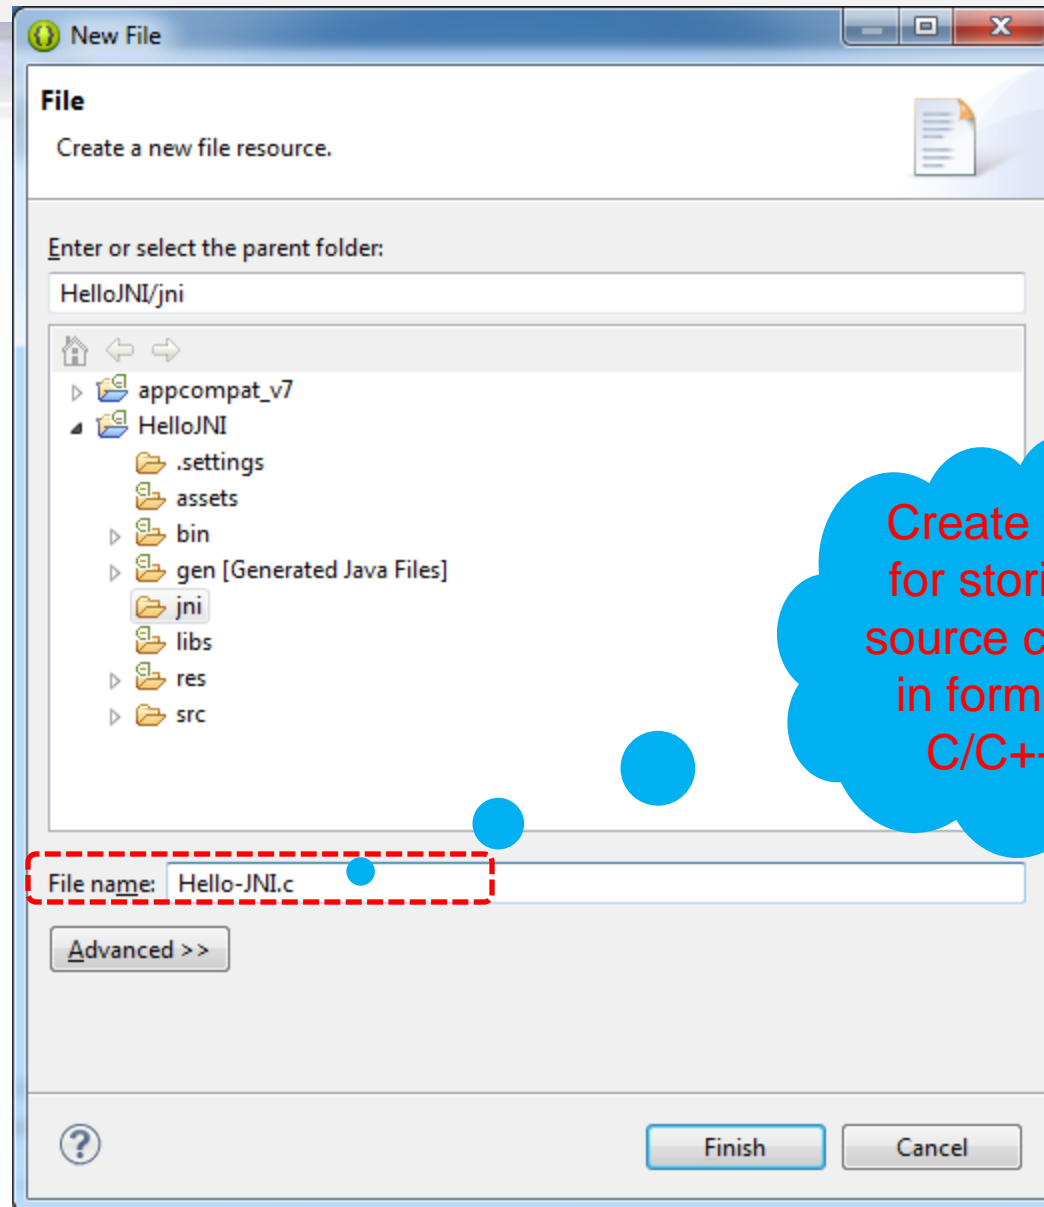 New File
File
Create a new file resource.
Enter or select the parent folder:
HelloJNI/jni
appcompat_v7
HelloJNI
.settings
assets
bin
gen [Generated Java Files]
jni
libs
res
src
Create
for
source
in
File name: Hello-JNI.c
Advanced >>
Finish
Cancel